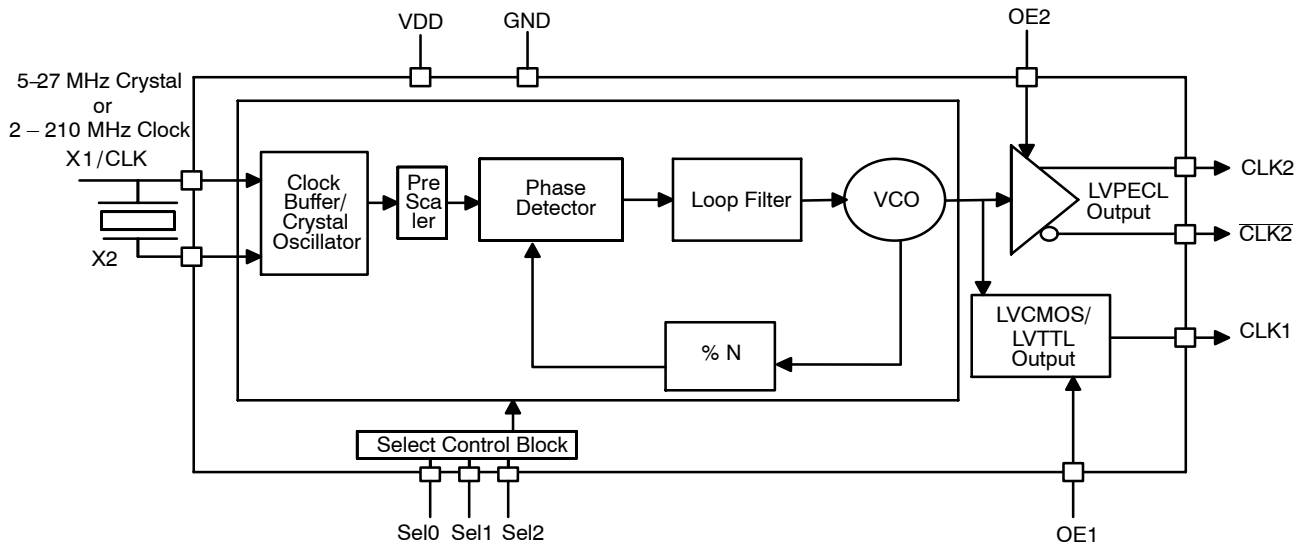 VDD
GND
OE2
5–27 MHz Crystal
or
2 – 210 MHz Clock
X1/CLK
X2
Clock
Buffer/
Crystal
Oscillator
Pre
Sca
ler
Phase
Detector
Loop Filter
VCO
% N
LVPECL
Output
CLK2
C̅L̅K̅2̅
LVCMOS/
LVTTL
Output
CLK1
Select Control Block
Sel0
Sel1
Sel2
OE1